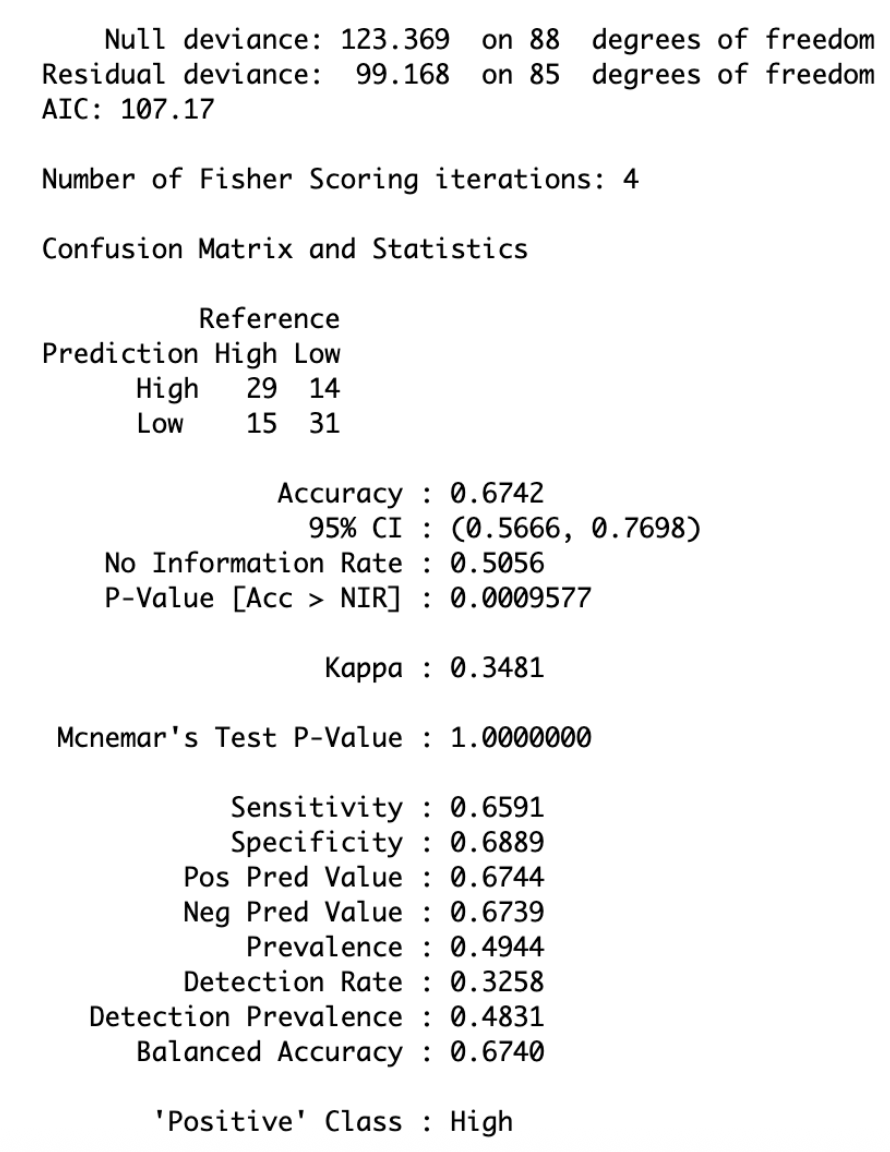 Null deviance: 123.369  on 88  degrees of freedom
Residual deviance:  99.168  on 85  degrees of freedom
AIC: 107.17
Number of Fisher Scoring iterations: 4
Confusion Matrix and Statistics
Reference
Prediction High Low
High   29  14
Low    15  31
Accuracy : 0.6742
95% CI : (0.5666, 0.7698)
No Information Rate : 0.5056
P-Value [Acc > NIR] : 0.0009577
Kappa : 0.3481
Mcnemar's Test P-Value : 1.0000000
Sensitivity : 0.6591
Specificity : 0.6889
Pos Pred Value : 0.6744
Neg Pred Value : 0.6739
Prevalence : 0.4944
Detection Rate : 0.3258
Detection Prevalence : 0.4831
Balanced Accuracy : 0.6740
'Positive' Class : High